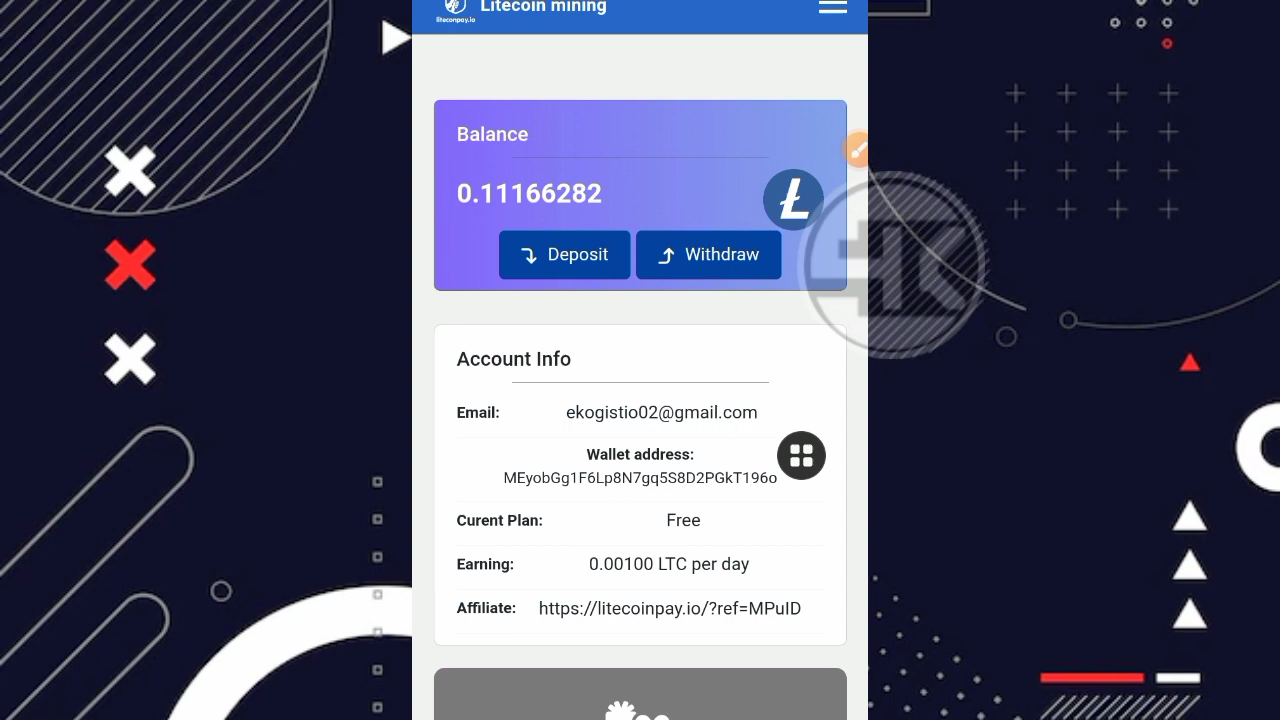 Litecoin mining
liteconpay.io
Balance
0.11166282
Deposit Withdraw
Account Info
Email: ekogistio02@gmail.com
Wallet address:
MEyobGg1F6Lp8N7gq5S8D2PGkT196o
Curent Plan: Free
Earning: 0.00100 LTC per day
Affiliate: https://litecoinpay.io/?ref=MPuID